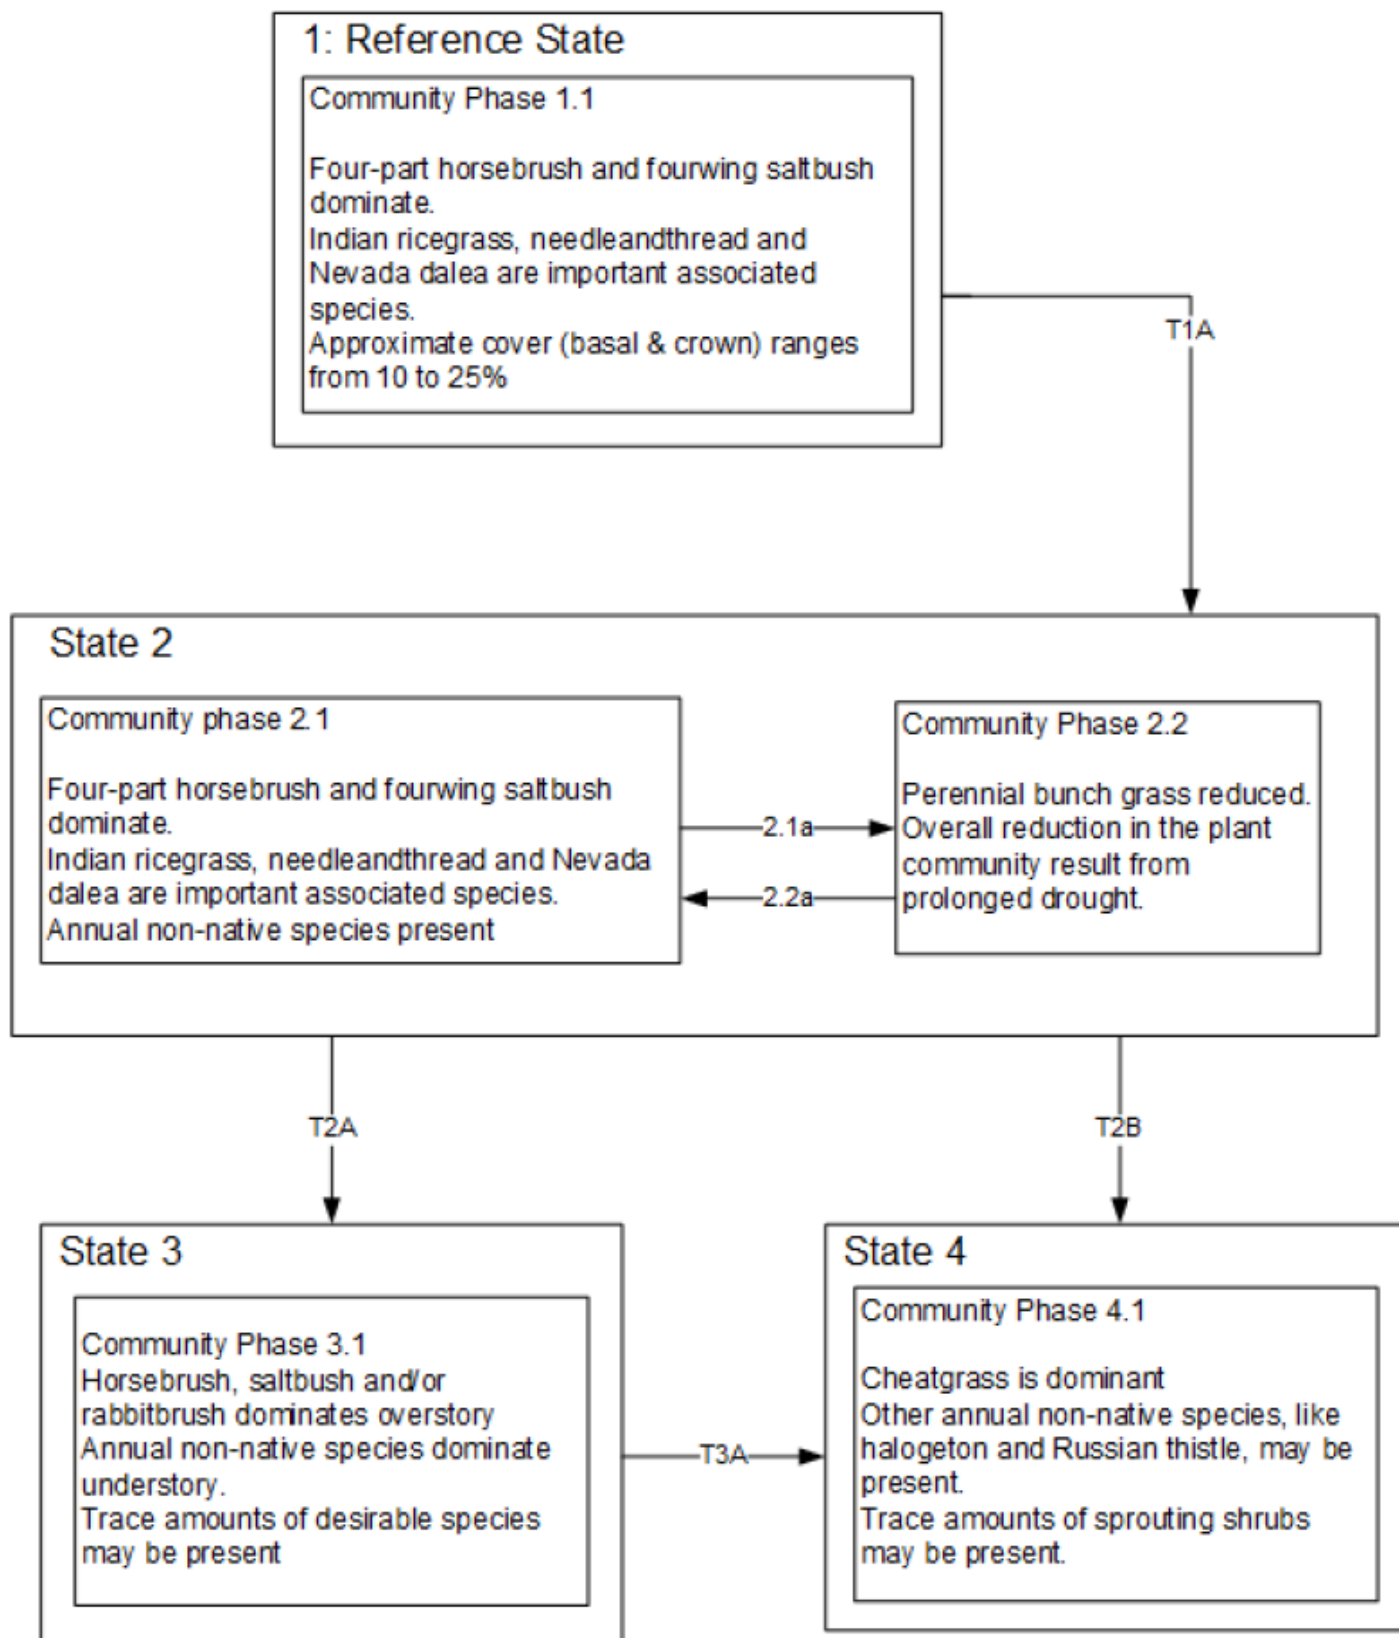 1: Reference State
Community Phase 1.1
Four-part horsebrush and fourwing saltbush
dominate.
Indian ricegrass, needleandthread and
Nevada dalea are important associated
species.
Approximate cover (basal & crown) ranges
from 10 to 25%
T1A
State 2
Community phase 2.1
Four-part horsebrush and fourwing saltbush
dominate.
Indian ricegrass, needleandthread and Nevada
dalea are important associated species.
Annual non-native species present
2.1a
2.2a
Community Phase 2.2
Perennial bunch grass reduced.
Overall reduction in the plant
community result from
prolonged drought.
T2A
T2B
State 3
Community Phase 3.1
Horsebrush, saltbush and/or
rabbitbrush dominates overstory
Annual non-native species dominate
understory.
Trace amounts of desirable species
may be present
T3A
State 4
Community Phase 4.1
Cheatgrass is dominant
Other annual non-native species, like
halogeton and Russian thistle, may be
present.
Trace amounts of sprouting shrubs
may be present.